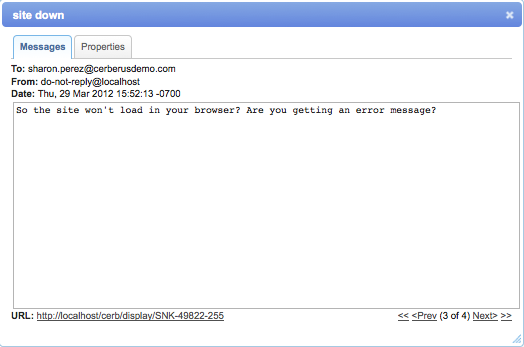 site down
Messages Properties
To: sharon.perez@cerberusdemo.com
From: do-not-reply@localhost
Date: Thu, 29 Mar 2012 15:52:13 -0700
So the site won't load in your browser? Are you getting an error message?
URL: http://localhost/cerb/display/SNK-49822-255 << <Prev (3 of 4) Next> >>